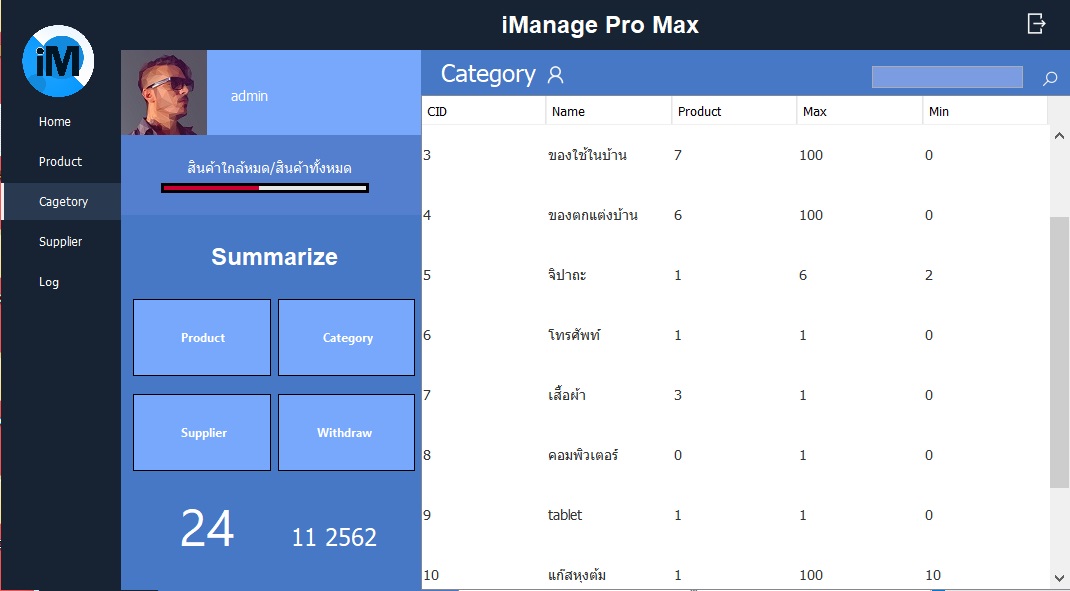 iManage Pro Max
iM
Home
Product
Cagetory
Supplier
Log
admin
สินค้าใกล้หมด/สินค้าทั้งหมด
Summarize
Product Category
Supplier Withdraw
24 11 2562
Category
CID Name Product Max Min
3 ของใช้ในบ้าน 7 100 0
4 ของตกแต่งบ้าน 6 100 0
5 จิปาถะ 1 6 2
6 โทรศัพท์ 1 1 0
7 เสื้อผ้า 3 1 0
8 คอมพิวเตอร์ 0 1 0
9 tablet 1 1 0
10 แก๊สหุงต้ม 1 100 10